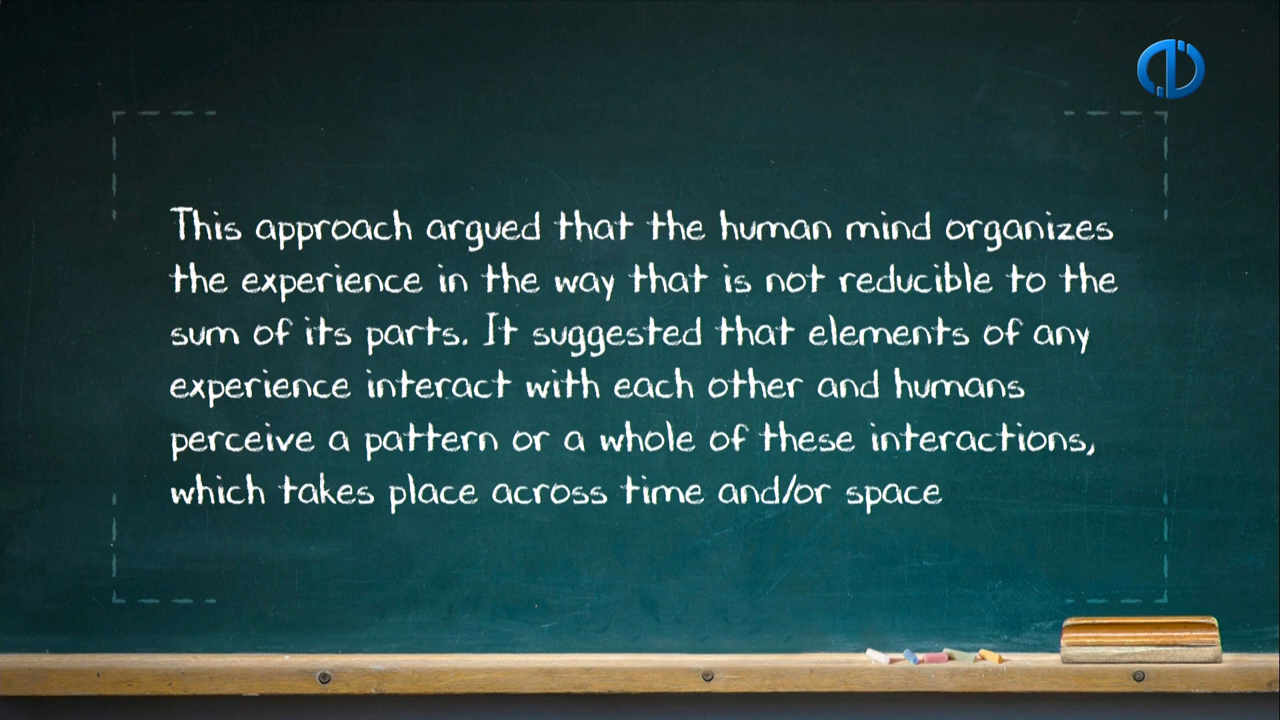 This approach argued that the human mind organizes
the experience in the way that is not reducible to the
sum of its parts. It suggested that elements of any
experience interact with each other and humans
perceive a pattern or a whole of these interactions,
which takes place across time and/or space